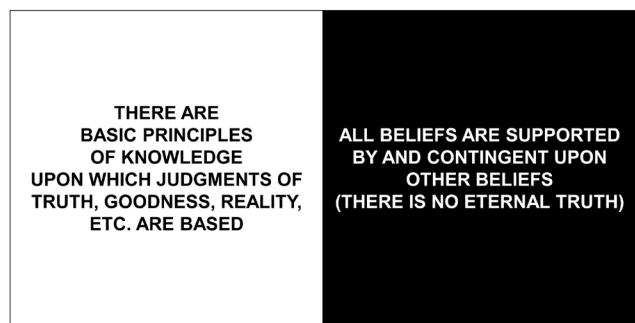 THERE ARE
BASIC PRINCIPLES
OF KNOWLEDGE
UPON WHICH JUDGMENTS OF
TRUTH, GOODNESS, REALITY,
ETC. ARE BASED
ALL BELIEFS ARE SUPPORTED
BY AND CONTINGENT UPON
OTHER BELIEFS
(THERE IS NO ETERNAL TRUTH)